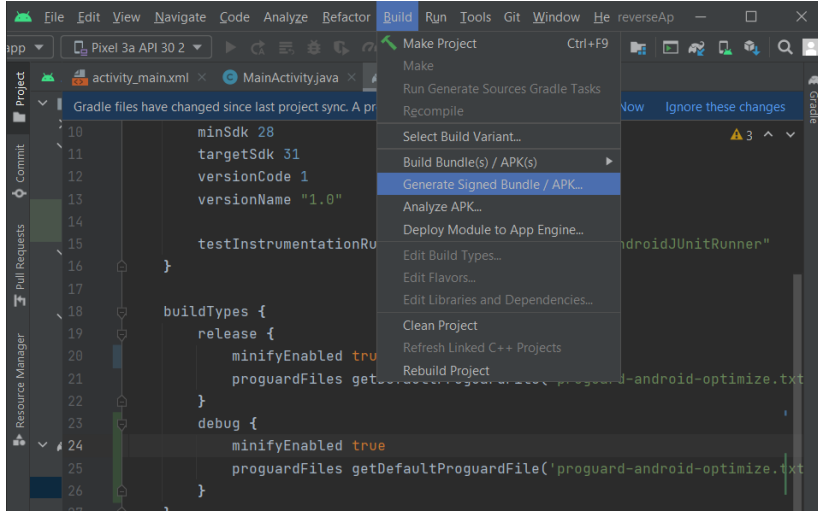 File Edit View Navigate Code Analyze Refactor Build Run Tools Git Window He reverseAp
app Pixel 3a API 30 2
activity_main.xml MainActivity.java
Gradle files have changed since last project sync. A pr Now Ignore these changes
Make Project Ctrl+F9
Make
Run Generate Sources Gradle Tasks
Recompile
Select Build Variant...
Build Bundle(s) / APK(s)
Generate Signed Bundle / APK...
Analyze APK...
Deploy Module to App Engine...
Edit Build Types...
Edit Flavors...
Edit Libraries and Dependencies...
Clean Project
Refresh Linked C++ Projects
Rebuild Project
10 minSdk 28
3
11 targetSdk 31
12 versionCode 1
13 versionName "1.0"
14
15 testInstrumentationRu ndroidJUnitRunner"
16 }
17
18 buildTypes {
19 release {
20 minifyEnabled tru
21 proguardFiles getDefaultProguardFile('proguard-android-optimize.txt
22 }
23 debug {
24 minifyEnabled true
25 proguardFiles getDefaultProguardFile('proguard-android-optimize.txt
26 }
Project
Commit
Pull Requests
Resource Manager
Gradle